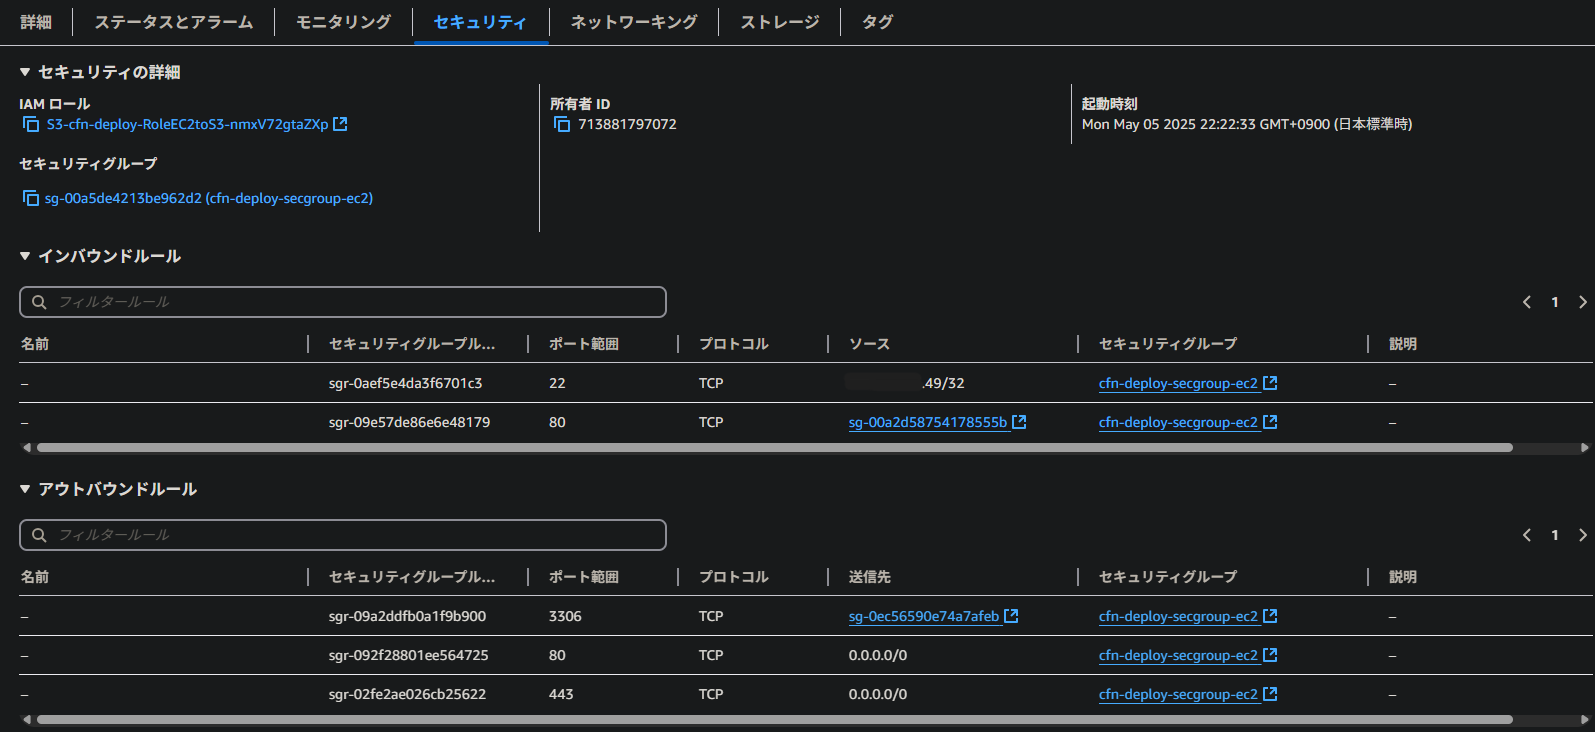 詳細 ステータスとアラーム モニタリング セキュリティ ネットワーキング ストレージ タグ
セキュリティの詳細
IAM ロール
S3-cfn-deploy-RoleEC2toS3-nmxV72gtaZXp
所有者 ID
713881797072
起動時刻
Mon May 05 2025 22:22:33 GMT+0900 (日本標準時)
セキュリティグループ
sg-00a5de4213be962d2 (cfn-deploy-secgroup-ec2)
インバウンドルール
フィルタールール
1
名前 セキュリティグループル... ポート範囲 プロトコル ソース セキュリティグループ 説明
– sgr-0aef5e4da3f6701c3 22 TCP .49/32 cfn-deploy-secgroup-ec2 –
– sgr-09e57de86e6e48179 80 TCP sg-00a2d58754178555b cfn-deploy-secgroup-ec2 –
アウトバウンドルール
フィルタールール
1
名前 セキュリティグループル... ポート範囲 プロトコル 送信先 セキュリティグループ 説明
– sgr-09a2ddfb0a1f9b900 3306 TCP sg-0ec56590e74a7afeb cfn-deploy-secgroup-ec2 –
– sgr-092f28801ee564725 80 TCP 0.0.0.0/0 cfn-deploy-secgroup-ec2 –
– sgr-02fe2ae026cb25622 443 TCP 0.0.0.0/0 cfn-deploy-secgroup-ec2 –